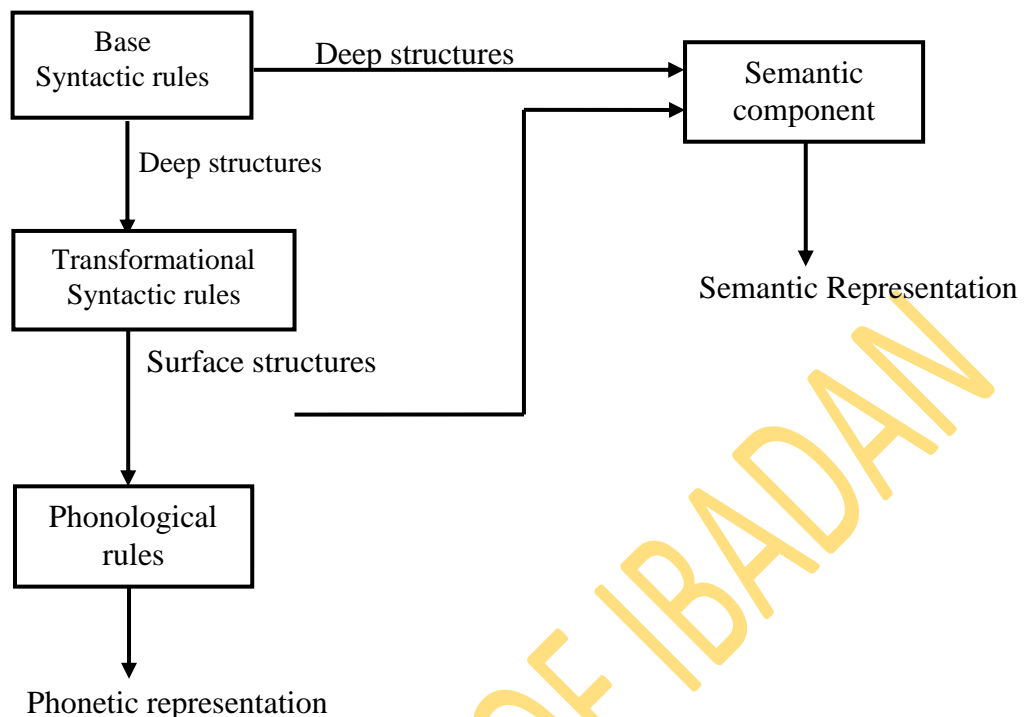 Base
Syntactic rules
Deep structures
Semantic
component
Deep structures
Transformational
Syntactic rules
Semantic Representation
Surface structures
Phonological
rules
Phonetic representation
OF IBADAN